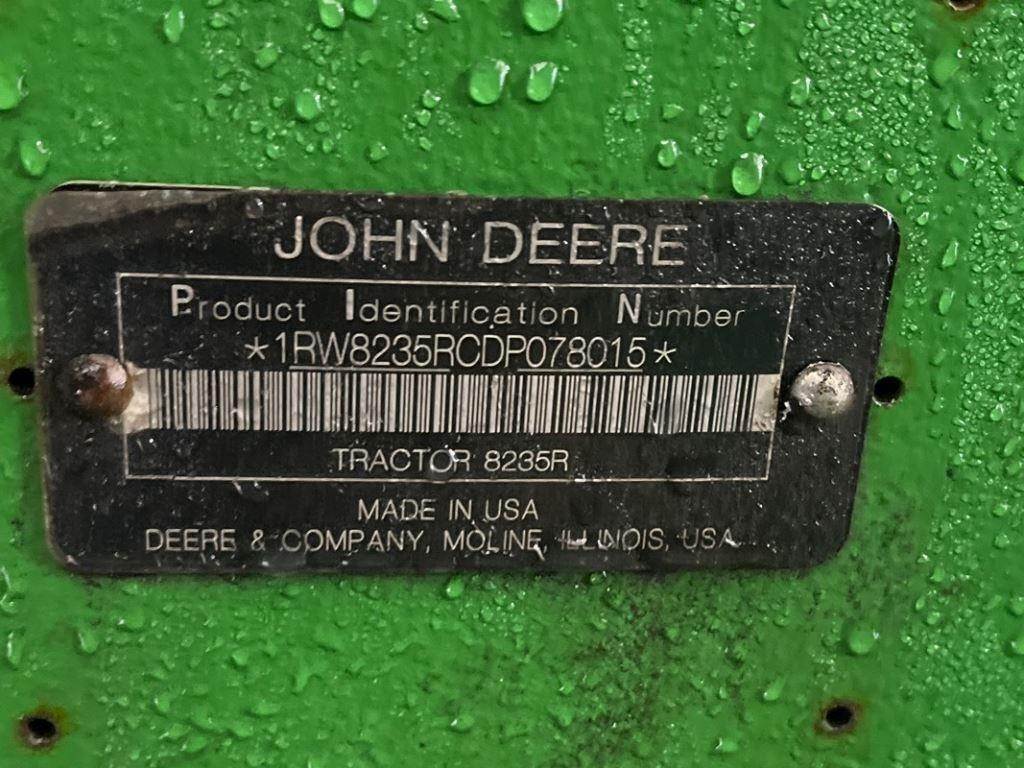 JOHN DEERE
Product Identification Number
*1RW8235RCDP078015*
TRACTOR 8235R
MADE IN USA
DEERE & COMPANY, MOLINE, ILLINOIS, USA